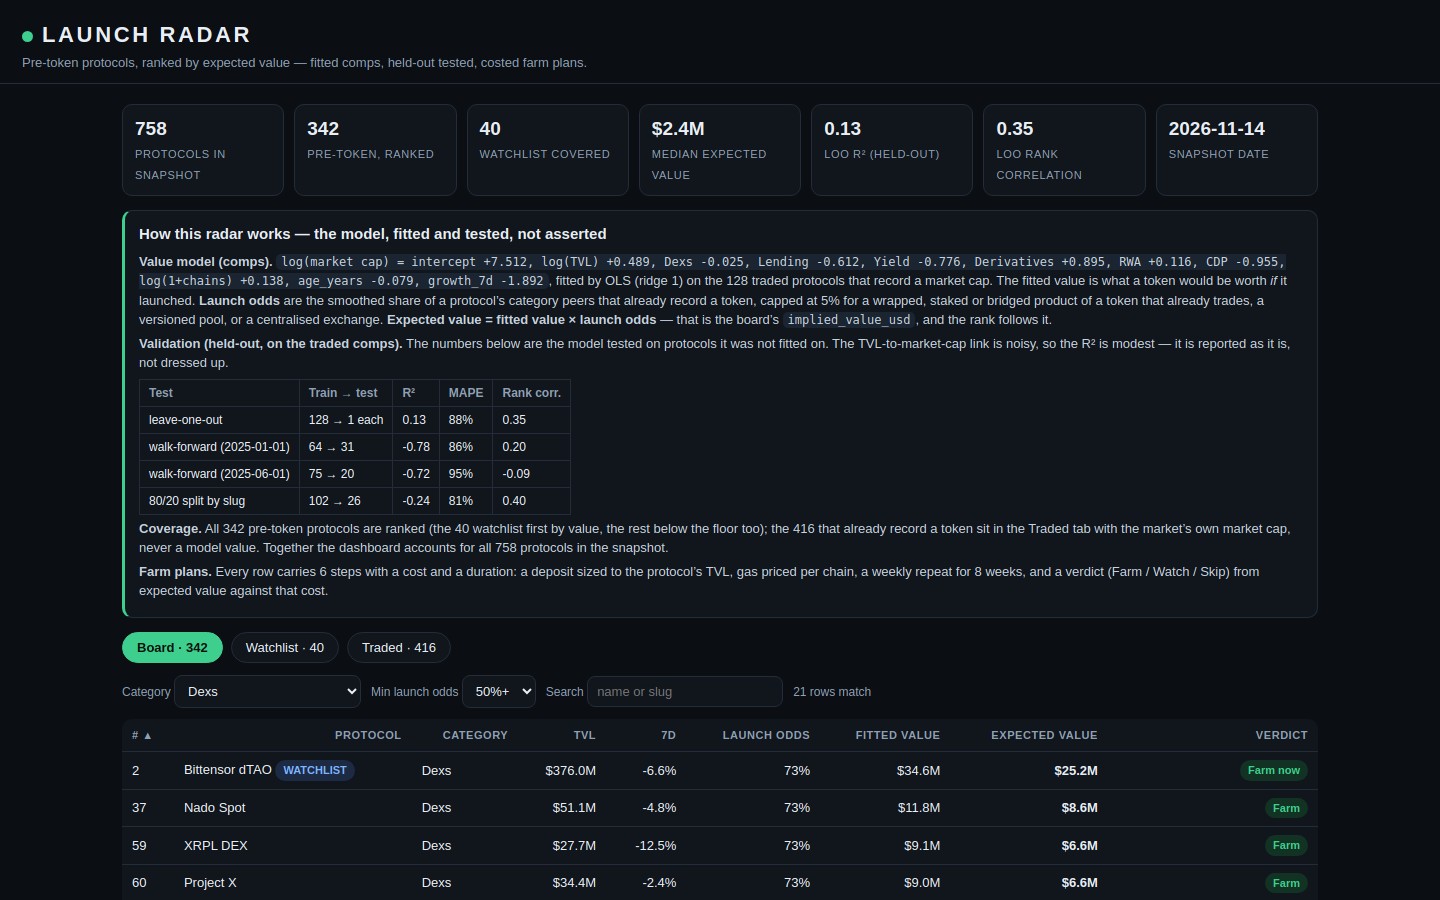 LAUNCH RADAR
Pre-token protocols, ranked by expected value — fitted comps, held-out tested, costed farm plans.
758
PROTOCOLS IN
SNAPSHOT
342
PRE-TOKEN, RANKED
40
WATCHLIST COVERED
$2.4M
MEDIAN EXPECTED
VALUE
0.13
LOO R² (HELD-OUT)
0.35
LOO RANK
CORRELATION
2026-11-14
SNAPSHOT DATE
How this radar works — the model, fitted and tested, not asserted
Value model (comps). log(market cap) = intercept +7.512, log(TVL) +0.489, Dexs -0.025, Lending -0.612, Yield -0.776, Derivatives +0.895, RWA +0.116, CDP -0.955,
log(1+chains) +0.138, age_years -0.079, growth_7d -1.892, fitted by OLS (ridge 1) on the 128 traded protocols that record a market cap. The fitted value is what a token would be worth if it
launched. Launch odds are the smoothed share of a protocol's category peers that already record a token, capped at 5% for a wrapped, staked or bridged product of a token that already trades, a
versioned pool, or a centralised exchange. Expected value = fitted value × launch odds — that is the board's implied_value_usd, and the rank follows it.
Validation (held-out, on the traded comps). The numbers below are the model tested on protocols it was not fitted on. The TVL-to-market-cap link is noisy, so the R² is modest — it is reported as it is,
not dressed up.
Test Train → test R² MAPE Rank corr.
leave-one-out 128 → 1 each 0.13 88% 0.35
walk-forward (2025-01-01) 64 → 31 -0.78 86% 0.20
walk-forward (2025-06-01) 75 → 20 -0.72 95% -0.09
80/20 split by slug 102 → 26 -0.24 81% 0.40
Coverage. All 342 pre-token protocols are ranked (the 40 watchlist first by value, the rest below the floor too); the 416 that already record a token sit in the Traded tab with the market's own market cap,
never a model value. Together the dashboard accounts for all 758 protocols in the snapshot.
Farm plans. Every row carries 6 steps with a cost and a duration: a deposit sized to the protocol's TVL, gas priced per chain, a weekly repeat for 8 weeks, and a verdict (Farm / Watch / Skip) from
expected value against that cost.
Board · 342 Watchlist · 40 Traded · 416
Category Dexs Min launch odds 50%+ Search name or slug 21 rows match
# ▲ PROTOCOL CATEGORY TVL 7D LAUNCH ODDS FITTED VALUE EXPECTED VALUE VERDICT
2 Bittensor dTAO WATCHLIST Dexs $376.0M -6.6% 73% $34.6M $25.2M Farm now
37 Nado Spot Dexs $51.1M -4.8% 73% $11.8M $8.6M Farm
59 XRPL DEX Dexs $27.7M -12.5% 73% $9.1M $6.6M Farm
60 Project X Dexs $34.4M -2.4% 73% $9.0M $6.6M Farm